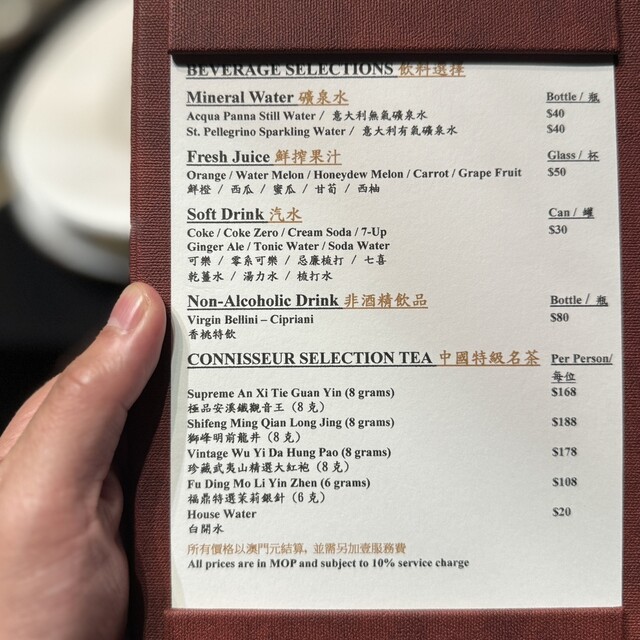 BEVERAGE SELECTIONS 飲料選擇
Mineral Water 礦泉水 Bottle / 瓶
Acqua Panna Still Water / 意大利無氣礦泉水 $40
St. Pellegrino Sparkling Water / 意大利有氣礦泉水 $40
Fresh Juice 鮮搾果汁 Glass / 杯
Orange / Water Melon / Honeydew Melon / Carrot / Grape Fruit $50
鮮橙 / 西瓜 / 蜜瓜 / 甘荀 / 西柚
Soft Drink 汽水 Can / 罐
Coke / Coke Zero / Cream Soda / 7-Up $30
Ginger Ale / Tonic Water / Soda Water
可樂 / 零系可樂 / 忌廉梳打 / 七喜
乾薑水 / 湯力水 / 梳打水
Non-Alcoholic Drink 非酒精飲品 Bottle / 瓶
Virgin Bellini – Cipriani $80
香桃特飲
CONNISSEUR SELECTION TEA 中國特級名茶 Per Person/
每位
Supreme An Xi Tie Guan Yin (8 grams) $168
極品安溪鐵觀音王 (8 克)
Shifeng Ming Qian Long Jing (8 grams) $188
獅峰明前龍井 (8 克)
Vintage Wu Yi Da Hung Pao (8 grams) $178
珍藏武夷山精選大紅袍 (8 克)
Fu Ding Mo Li Yin Zhen (6 grams) $108
福鼎特選茉莉銀針 (6 克)
House Water $20
白開水
所有價格以澳門元結算, 並需另加壹服務費
All prices are in MOP and subject to 10% service charge